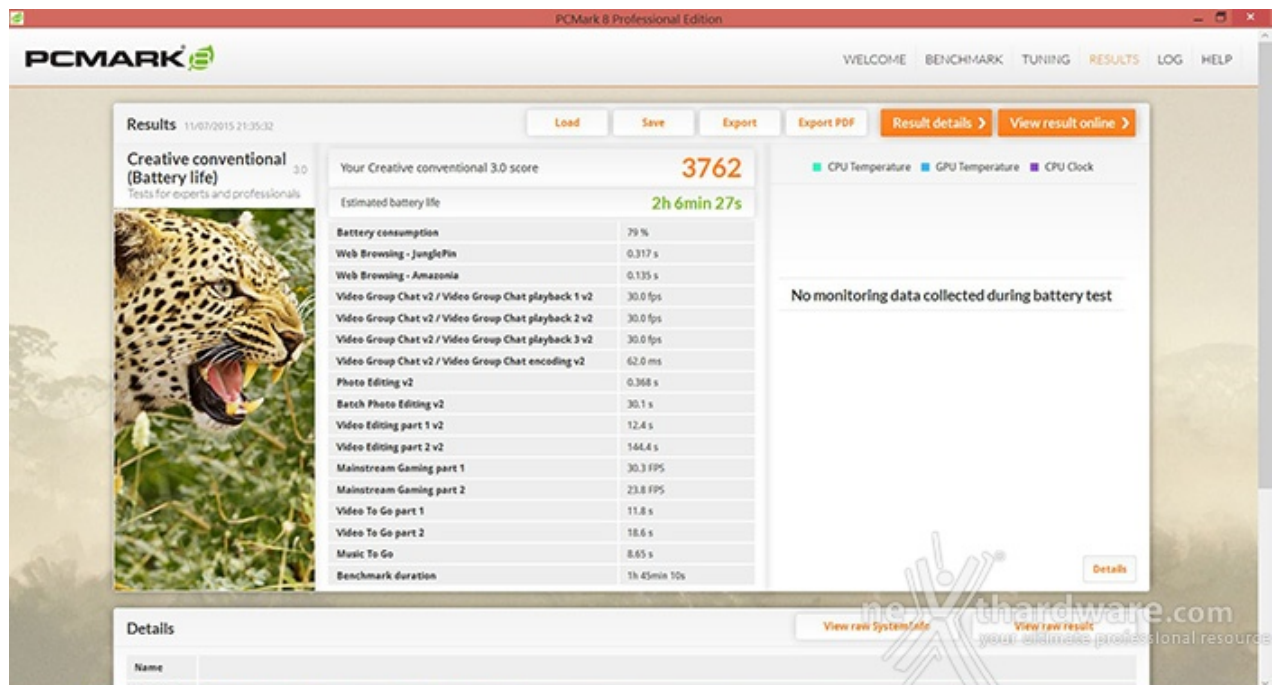 PCMark 8 Professional Edition
PCMARK 8
WELCOME BENCHMARK TUNING RESULTS LOG HELP
Results 11/07/2015 21:35:32
Load Save Export Export PDF Result details View result online
Creative conventional (Battery life) 3.0
Tests for experts and professionals
Your Creative conventional 3.0 score 3762
Estimated battery life 2h 6min 27s
Battery consumption 79 %
Web Browsing - JunglePin 0.317 s
Web Browsing - Amazonia 0.135 s
Video Group Chat v2 / Video Group Chat playback 1 v2 30.0 fps
Video Group Chat v2 / Video Group Chat playback 2 v2 30.0 fps
Video Group Chat v2 / Video Group Chat playback 3 v2 30.0 fps
Video Group Chat v2 / Video Group Chat encoding v2 62.0 ms
Photo Editing v2 0.368 s
Batch Photo Editing v2 30.1 s
Video Editing part 1 v2 12.4 s
Video Editing part 2 v2 144.4 s
Mainstream Gaming part 1 30.3 FPS
Mainstream Gaming part 2 23.8 FPS
Video To Go part 1 11.8 s
Video To Go part 2 18.6 s
Music To Go 8.65 s
Benchmark duration 1h 45min 10s
CPU Temperature GPU Temperature CPU Clock
No monitoring data collected during battery test
Details
Details
View raw SystemInfo View raw result
Name
nexthardware.com
your ultimate professional resource